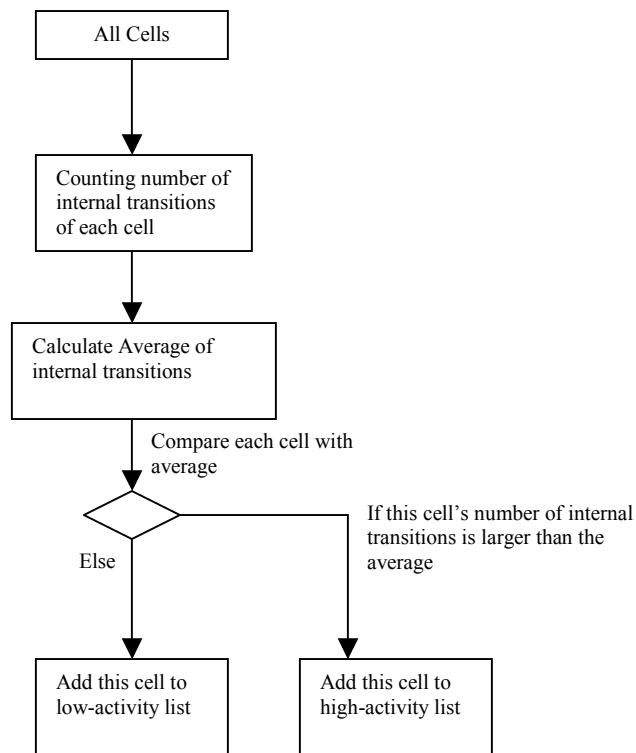 All Cells
Counting number of
internal transitions
of each cell
Calculate Average of
internal transitions
Compare each cell with
average
If this cell’s number of internal
transitions is larger than the
average
Else
Add this cell to
low-activity list
Add this cell to
high-activity list